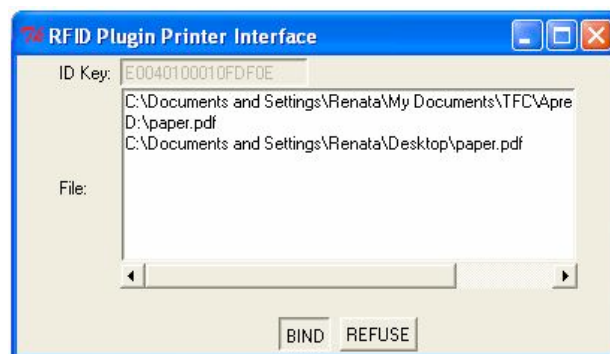 RFID Plugin Printer Interface
ID Key: E0040100010FDF0E
C:\Documents and Settings\Renata\My Documents\TFC\Apre
D:\paper.pdf
C:\Documents and Settings\Renata\Desktop\paper.pdf
File:
BIND REFUSE